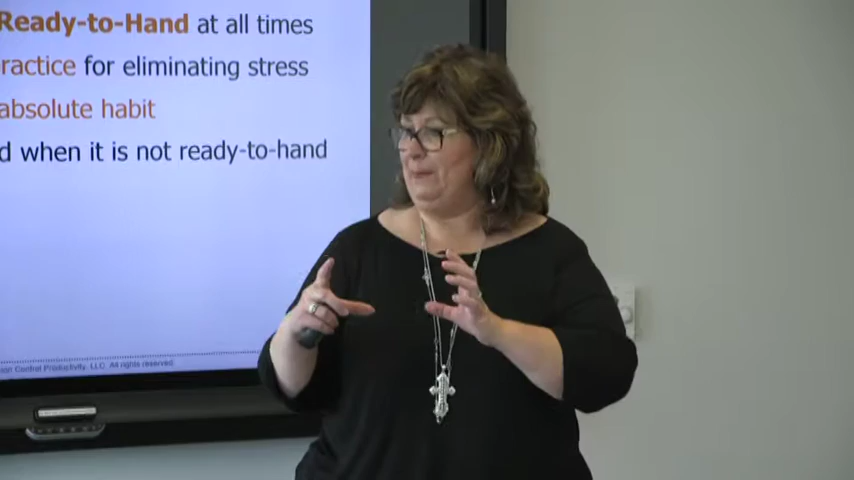 Ready-to-Hand at all times
practice for eliminating stress
absolute habit
when it is not ready-to-hand
Control Productivity, LLC. All rights reserved.